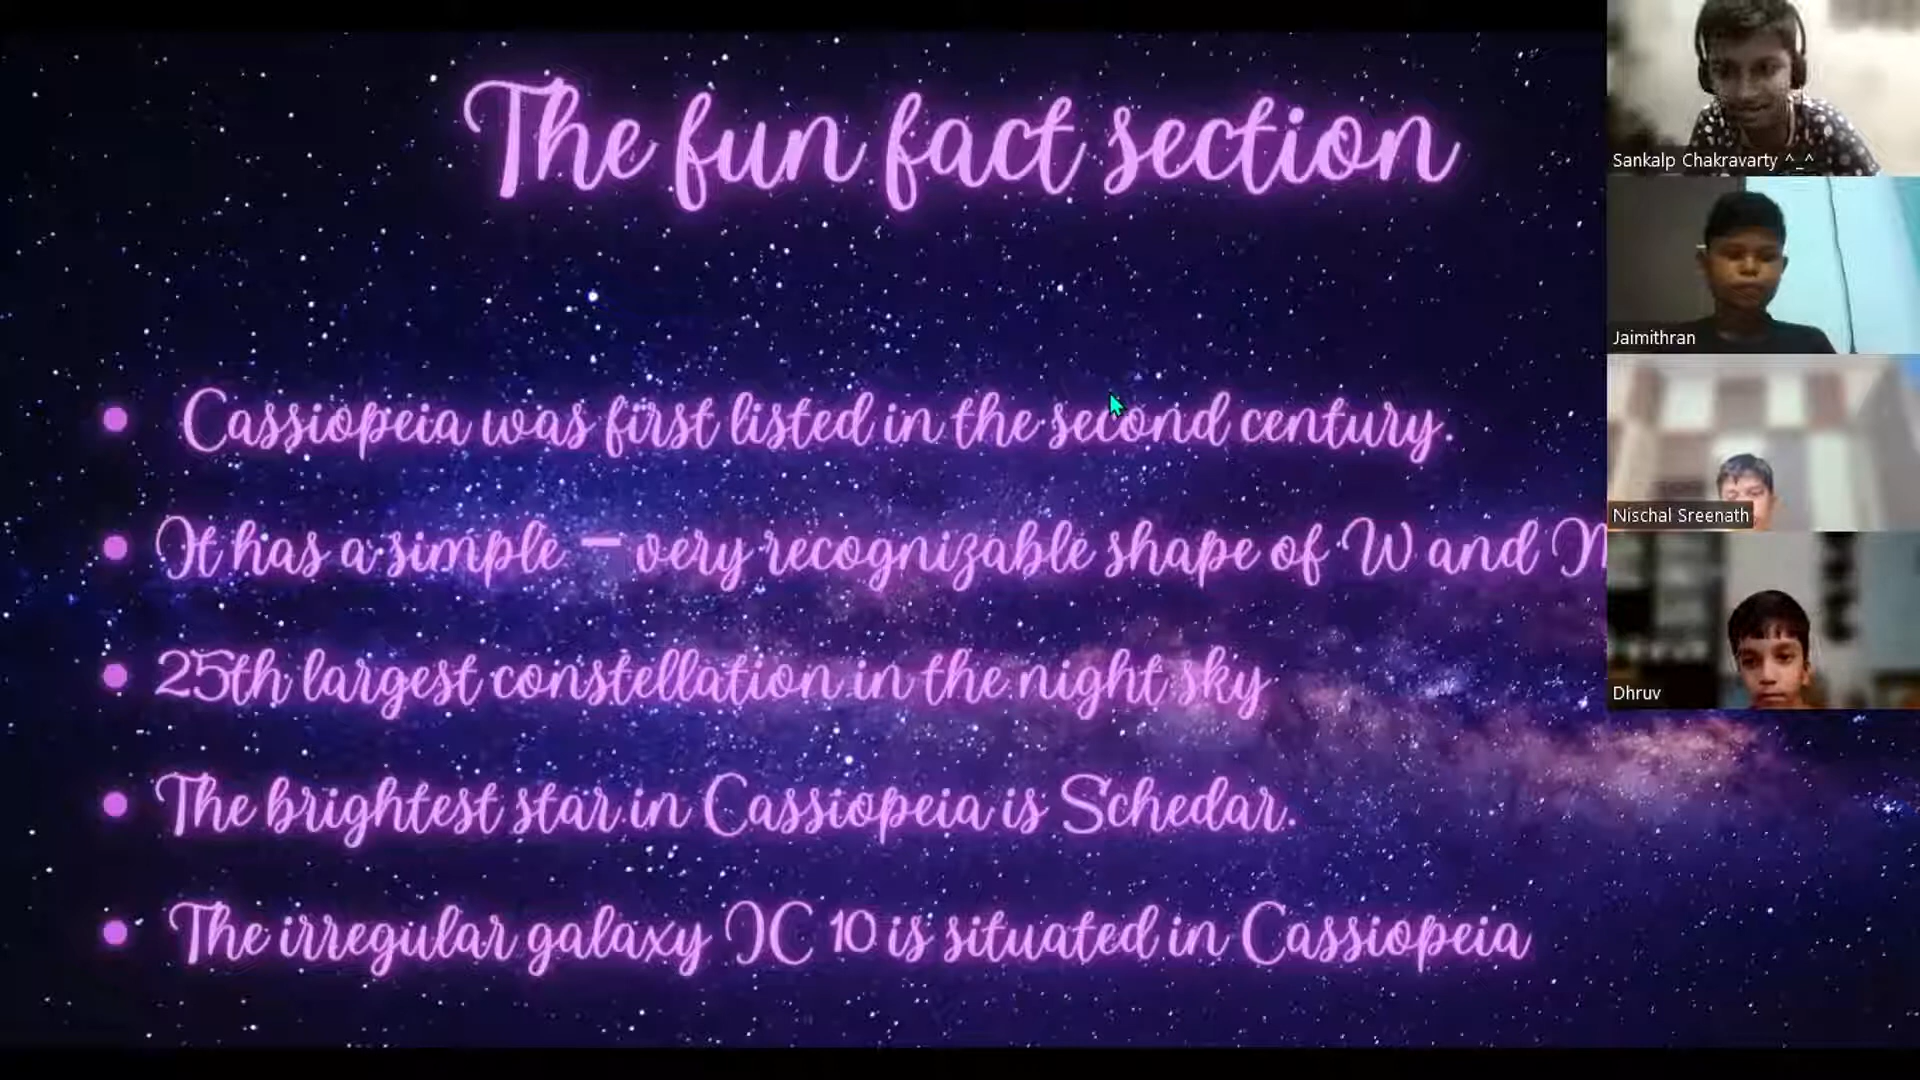 The fun fact section
Cassiopeia was first listed in the second century.
It has a simple - very recognizable shape of W and M
25th largest constellation in the night sky
The brightest star in Cassiopeia is Schedar.
The irregular galaxy IC 10 is situated in Cassiopeia
Sankalp Chakravarty ^_^
Jaimithran
Nischal Sreenath
Dhruv